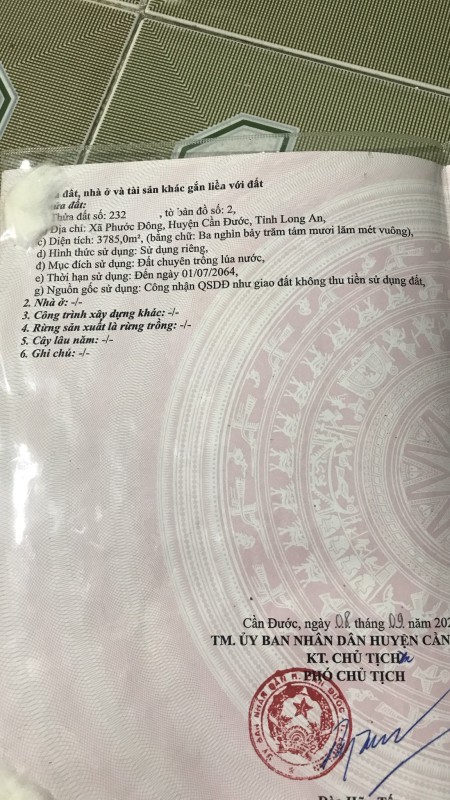 đất, nhà ở và tài sản khác gắn liền với đất
đất:
Thửa đất số: 232 , tờ bản đồ số: 2,
Địa chỉ: Xã Phước Đông, Huyện Cần Đước, Tỉnh Long An,
c) Diện tích: 3785,0m², (bằng chữ: Ba nghìn bảy trăm tám mươi lăm mét vuông),
d) Hình thức sử dụng: Sử dụng riêng,
đ) Mục đích sử dụng: Đất chuyên trồng lúa nước,
e) Thời hạn sử dụng: Đến ngày 01/07/2064,
g) Nguồn gốc sử dụng: Công nhận QSDĐ như giao đất không thu tiền sử dụng đất,
2. Nhà ở: -/-
3. Công trình xây dựng khác: -/-
4. Rừng sản xuất là rừng trồng: -/-
5. Cây lâu năm: -/-
6. Ghi chú: -/-
Cần Đước, ngày 08 tháng 09 năm 202
TM. ỦY BAN NHÂN DÂN HUYỆN CẦN
KT. CHỦ TỊCH
PHÓ CHỦ TỊCH